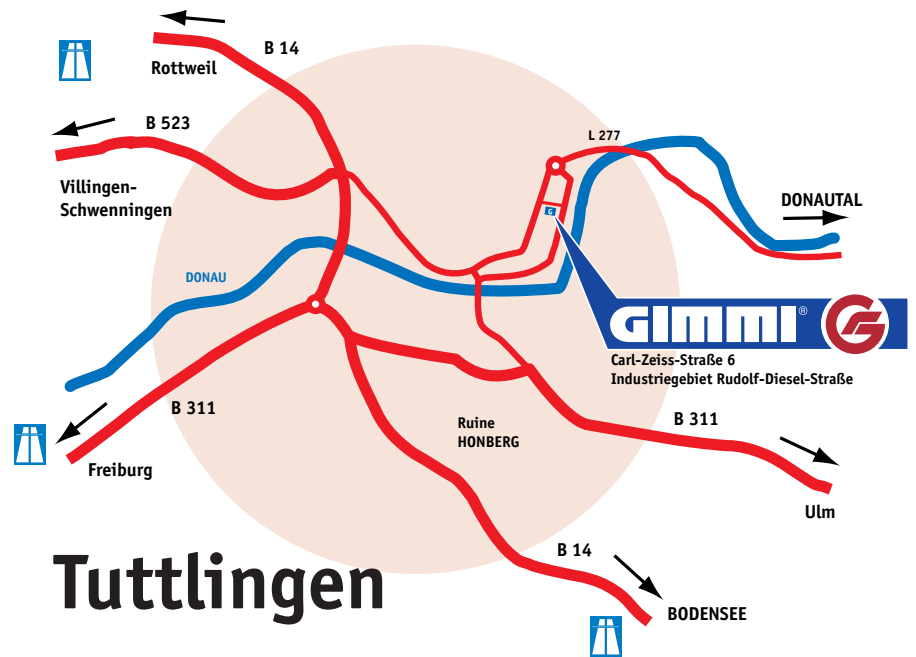 B 14
Rottweil
B 523
Villingen-
Schwenningen
L 277
DONAUTAL
G
DONAU
GIMMI®
G
Carl-Zeiss-Straße 6
Industriegebiet Rudolf-Diesel-Straße
B 311
Freiburg
Ruine
HONBERG
B 311
Ulm
B 14
BODENSEE
Tuttlingen